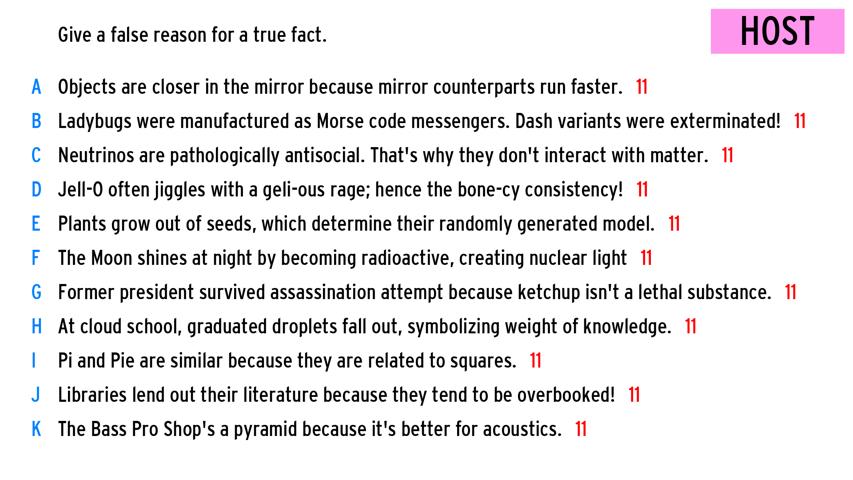 Give a false reason for a true fact.
HOST
A Objects are closer in the mirror because mirror counterparts run faster. 11
B Ladybugs were manufactured as Morse code messengers. Dash variants were exterminated! 11
C Neutrinos are pathologically antisocial. That's why they don't interact with matter. 11
D Jell-O often jiggles with a geli-ous rage; hence the bone-cy consistency! 11
E Plants grow out of seeds, which determine their randomly generated model. 11
F The Moon shines at night by becoming radioactive, creating nuclear light 11
G Former president survived assassination attempt because ketchup isn't a lethal substance. 11
H At cloud school, graduated droplets fall out, symbolizing weight of knowledge. 11
I Pi and Pie are similar because they are related to squares. 11
J Libraries lend out their literature because they tend to be overbooked! 11
K The Bass Pro Shop's a pyramid because it's better for acoustics. 11